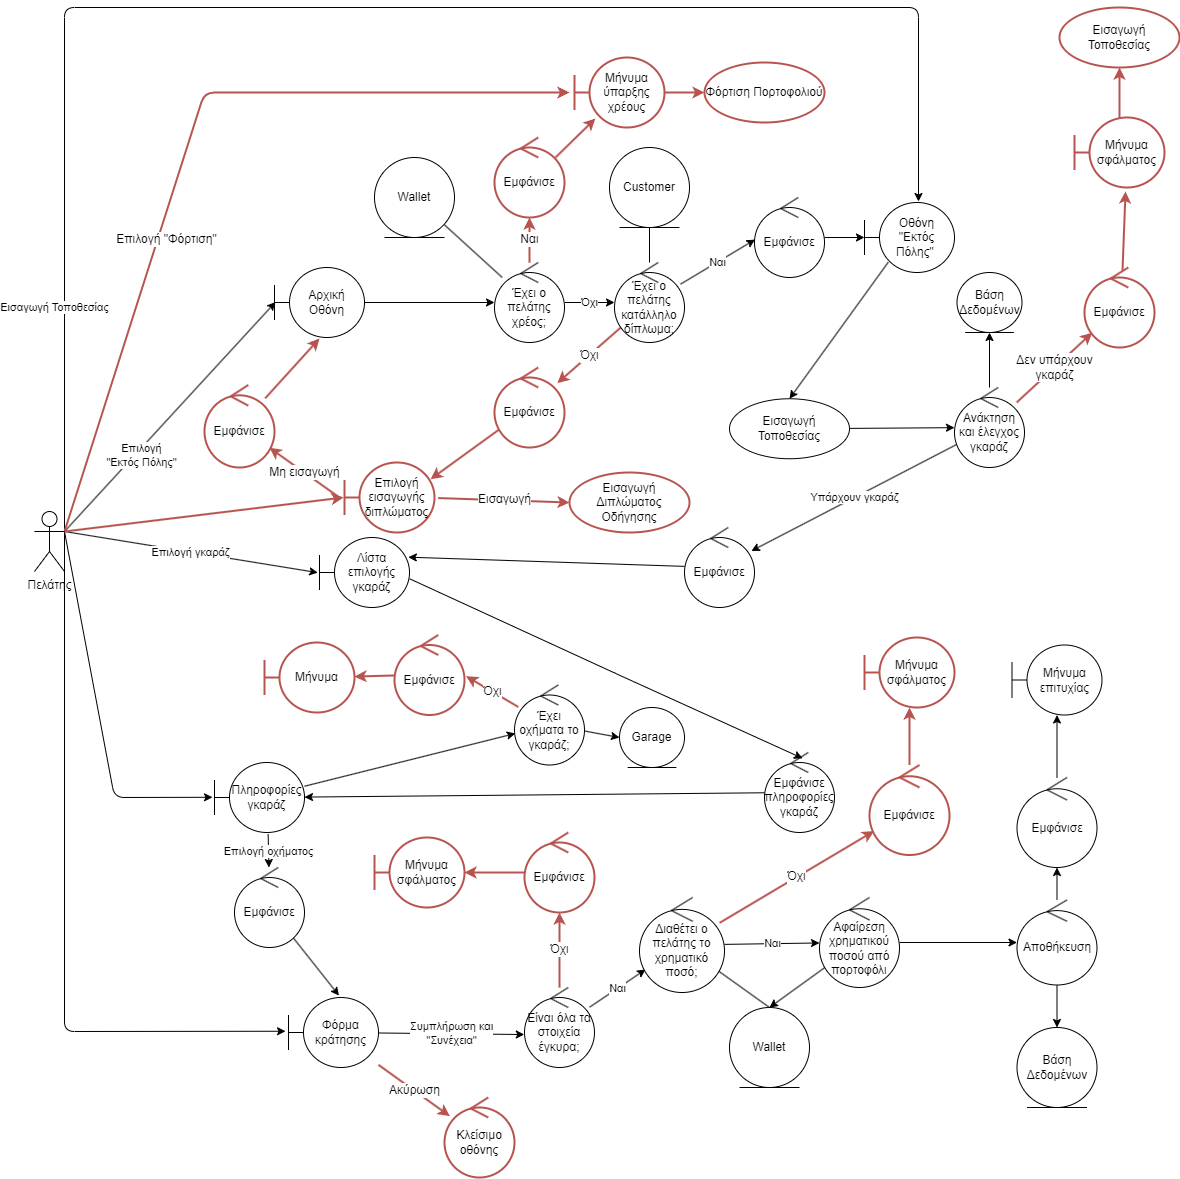 Εισαγωγή
Τοποθεσίας
Μήνυμα
ύπαρξης
χρέους
Φόρτιση Πορτοφολιού
Μήνυμα
σφάλματος
Εμφάνισε
Wallet
Customer
Ναι
Επιλογή "Φόρτιση"
Εμφάνισε
Οθόνη
"Εκτός
Πόλης"
Ναι
Εισαγωγή Τοποθεσίας
Αρχική
Οθόνη
Έχει ο
πελάτης
χρέος;
Όχι
Έχει ο
πελάτης
κατάλληλο
δίπλωμα;
Βάση
Δεδομένων
Εμφάνισε
Όχι
Δεν υπάρχουν
γκαράζ
Εμφάνισε
Εμφάνισε
Εισαγωγή
Τοποθεσίας
Ανάκτηση
και έλεγχος
γκαράζ
Επιλογή
"Εκτός Πόλης"
Μη εισαγωγή
Επιλογή
εισαγωγής
διπλώματος
Εισαγωγή
Εισαγωγή
Διπλώματος
Οδήγησης
Υπάρχουν γκαράζ
Πελάτης
Επιλογή γκαράζ
Λίστα
επιλογής
γκαράζ
Εμφάνισε
Μήνυμα
Εμφάνισε
Όχι
Έχει
οχήματα το
γκαράζ;
Garage
Μήνυμα
σφάλματος
Μήνυμα
επιτυχίας
Πληροφορίες
γκαράζ
Εμφάνισε
πληροφορίες
γκαράζ
Εμφάνισε
Εμφάνισε
Επιλογή οχήματος
Μήνυμα
σφάλματος
Εμφάνισε
Όχι
Εμφάνισε
Όχι
Διαθέτει ο
πελάτης το
χρηματικό
ποσό;
Ναι
Αφαίρεση
χρηματικού
ποσού από
πορτοφόλι
Αποθήκευση
Ναι
Φόρμα
κράτησης
Συμπλήρωση και
"Συνέχεια"
Είναι όλα τα
στοιχεία
έγκυρα;
Wallet
Βάση
Δεδομένων
Ακύρωση
Κλείσιμο
οθόνης